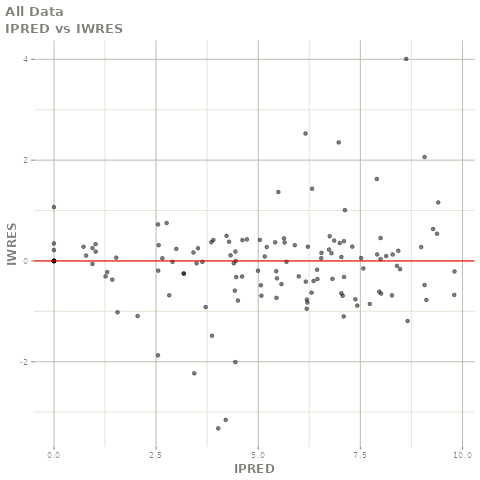 All Data
IPRED vs IWRES
4
2
0
-2
IWRES
0.0 2.5 5.0 7.5 10.0
IPRED